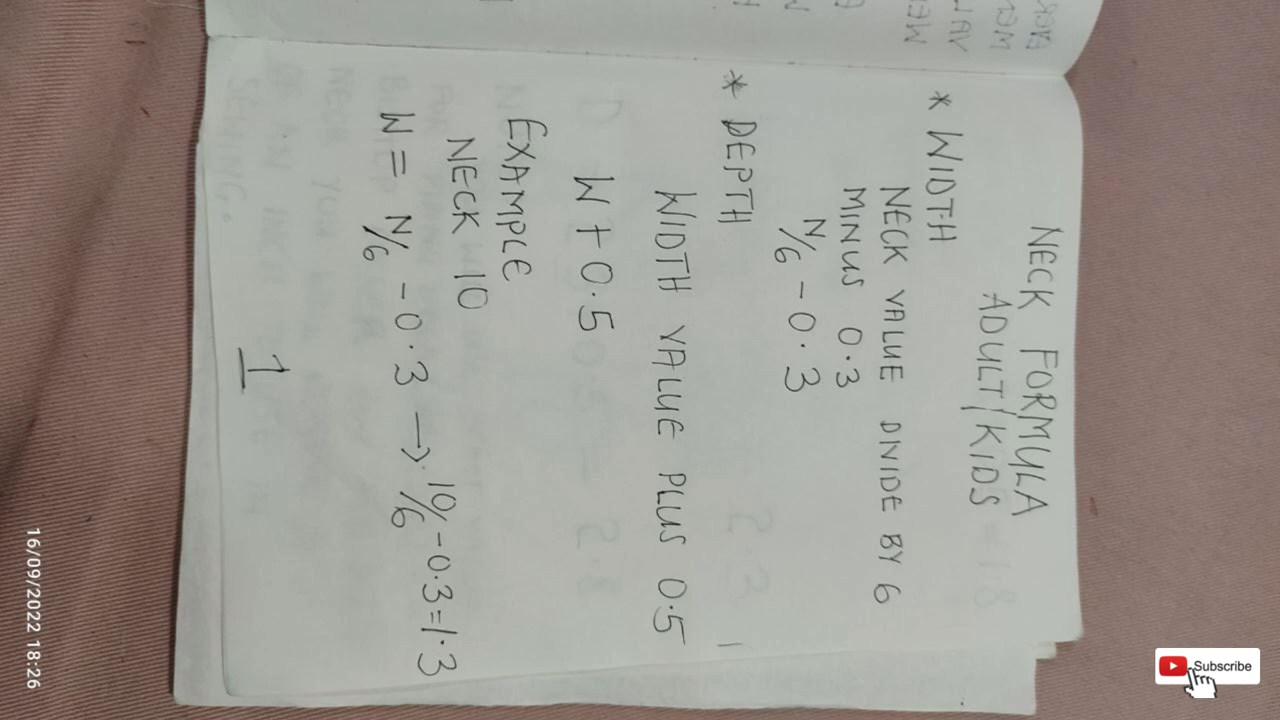 NECK FORMULA
ADULT/KIDS
* WIDTH
NECK VALUE DIVIDE BY 6
MINUS 0.3
N/6 - 0.3
* DEPTH
WIDTH VALUE PLUS 0.5
W + 0.5
EXAMPLE
NECK 10
W = N/6 - 0.3 → 10/6 - 0.3 = 1.3
1
16/09/2022 18:26
Subscribe